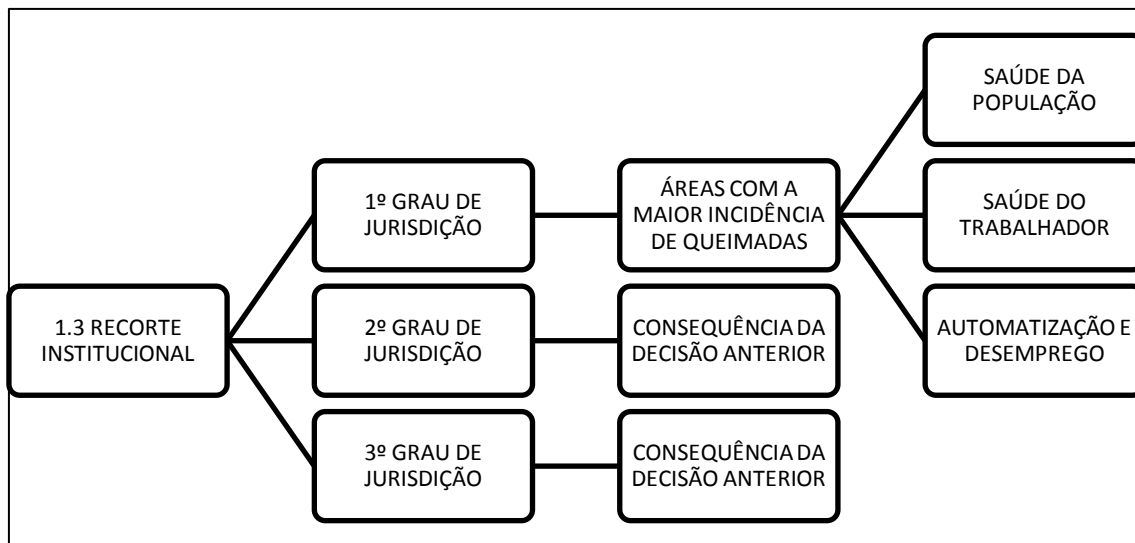 1.3 RECORTE
INSTITUCIONAL
1º GRAU DE
JURISDIÇÃO
ÁREAS COM A
MAIOR INCIDÊNCIA
DE QUEIMADAS
SAÚDE DA
POPULAÇÃO
SAÚDE DO
TRABALHADOR
AUTOMATIZAÇÃO E
DESEMPREGO
2º GRAU DE
JURISDIÇÃO
CONSEQUÊNCIA DA
DECISÃO ANTERIOR
3º GRAU DE
JURISDIÇÃO
CONSEQUÊNCIA DA
DECISÃO ANTERIOR